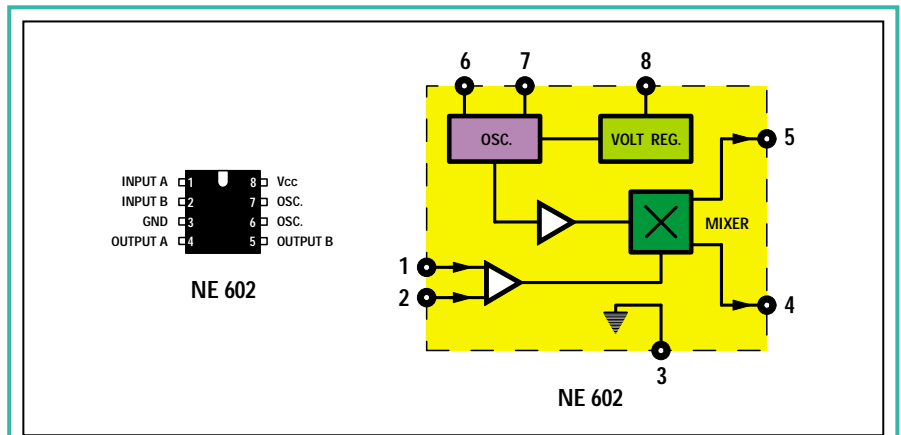 INPUT A 1 8 Vcc
INPUT B 2 7 OSC.
GND 3 6 OSC.
OUTPUT A 4 5 OUTPUT B
NE 602
6 7 8
OSC. VOLT REG.
5
MIXER
1
2
4
3
NE 602